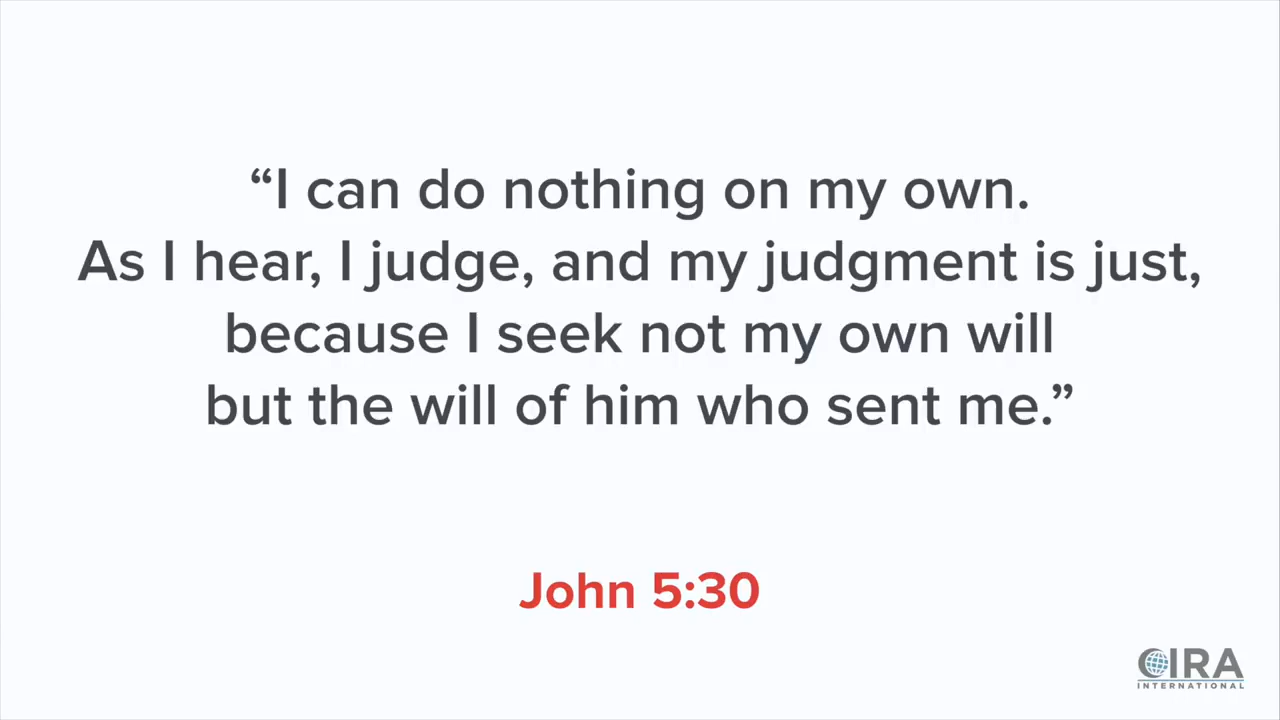 “I can do nothing on my own.
As I hear, I judge, and my judgment is just,
because I seek not my own will
but the will of him who sent me.”
John 5:30
CIRA
INTERNATIONAL